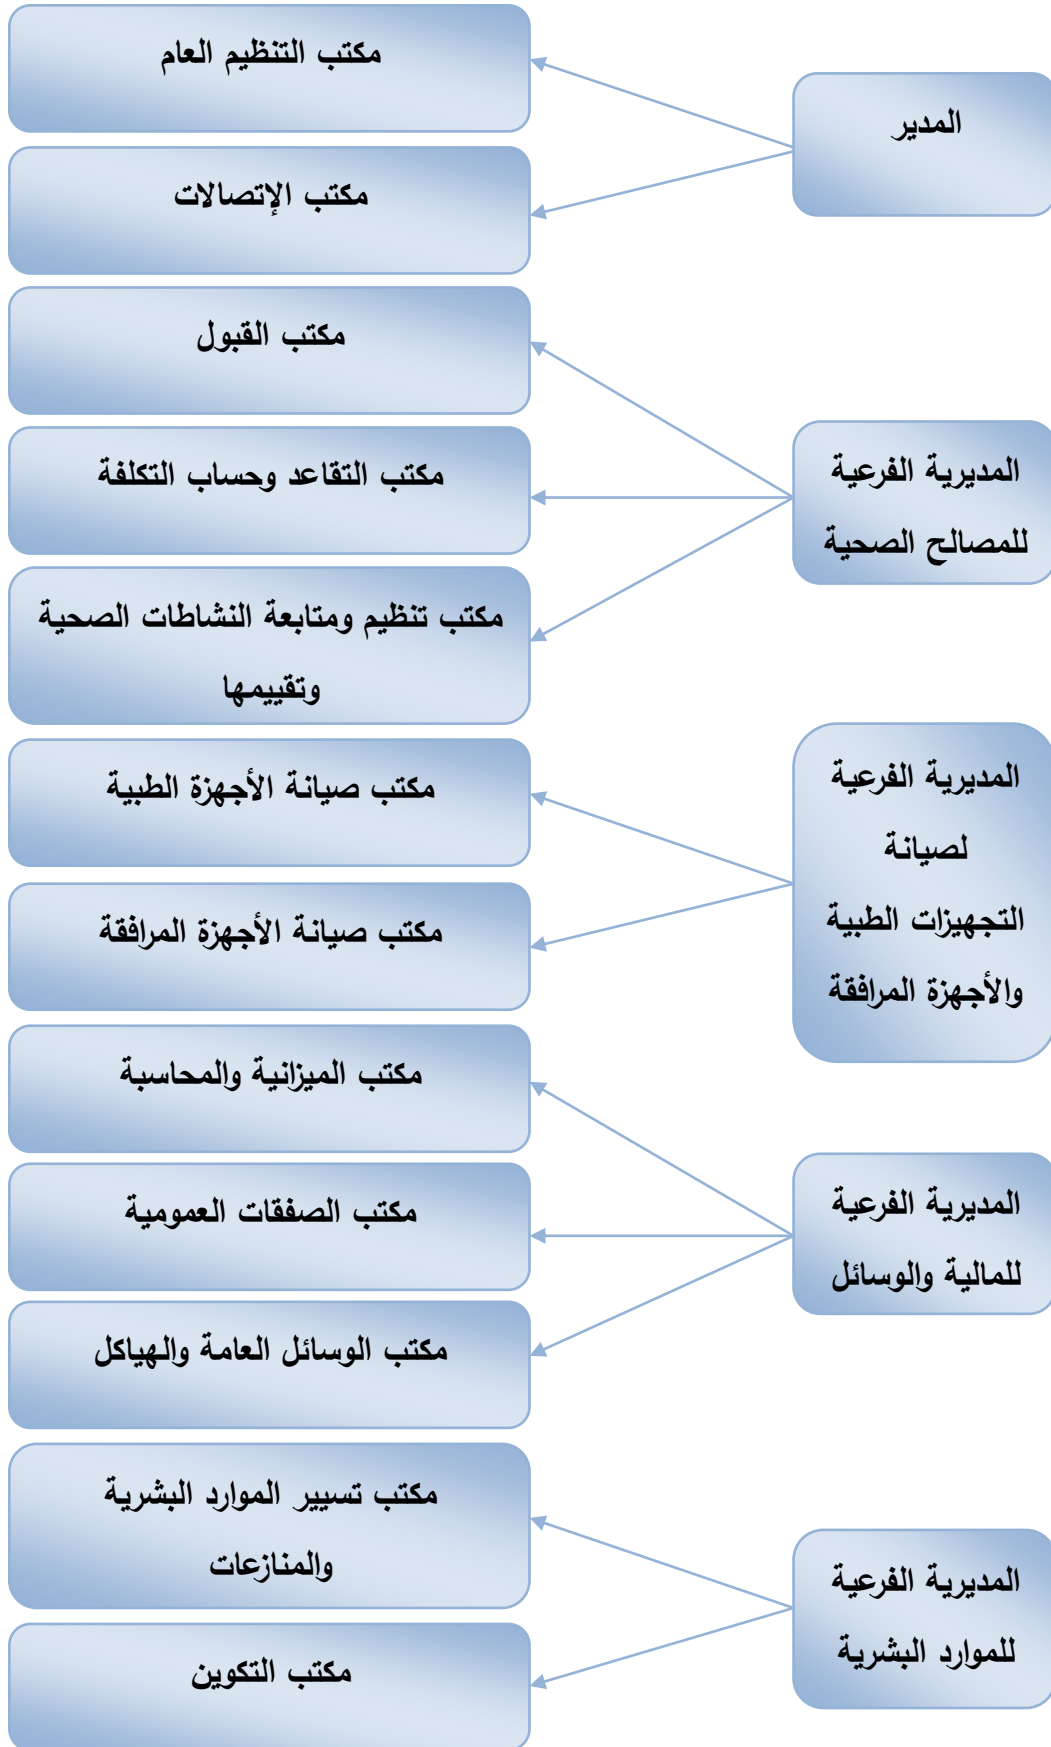 المدير
مكتب التنظيم العام
مكتب الإتصالات
المديرية الفرعية
للمصالح الصحية
مكتب القبول
مكتب التقاعد وحساب التكلفة
مكتب تنظيم ومتابعة النشاطات الصحية
وتقييمها
المديرية الفرعية
لصيانة
التجهيزات الطبية
والأجهزة المرافقة
مكتب صيانة الأجهزة الطبية
مكتب صيانة الأجهزة المرافقة
المديرية الفرعية
للمالية والوسائل
مكتب الميزانية والمحاسبة
مكتب الصفقات العمومية
مكتب الوسائل العامة والهياكل
المديرية الفرعية
للموارد البشرية
مكتب تسيير الموارد البشرية
والمنازعات
مكتب التكوين